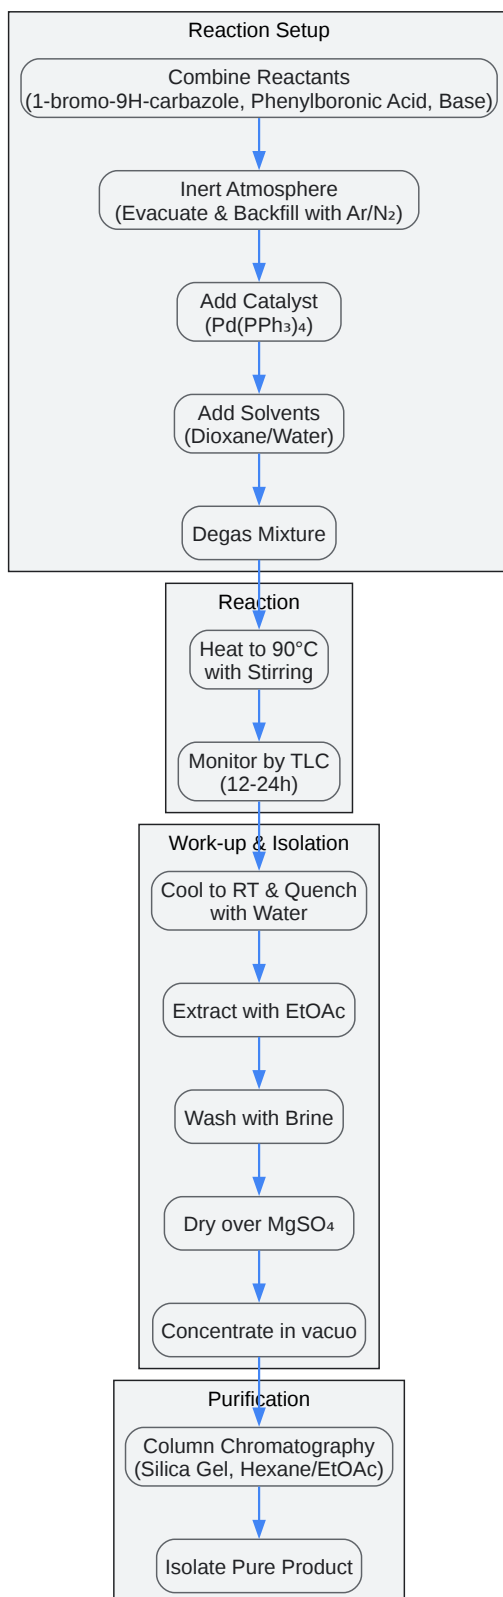 Reaction Setup
Combine Reactants
(1-bromo-9H-carbazole, Phenylboronic Acid, Base)
Inert Atmosphere
(Evacuate & Backfill with Ar/N₂)
Add Catalyst
(Pd(PPh₃)₄)
Add Solvents
(Dioxane/Water)
Degas Mixture
Reaction
Heat to 90°C
with Stirring
Monitor by TLC
(12-24h)
Work-up & Isolation
Cool to RT & Quench
with Water
Extract with EtOAc
Wash with Brine
Dry over MgSO₄
Concentrate in vacuo
Purification
Column Chromatography
(Silica Gel, Hexane/EtOAc)
Isolate Pure Product